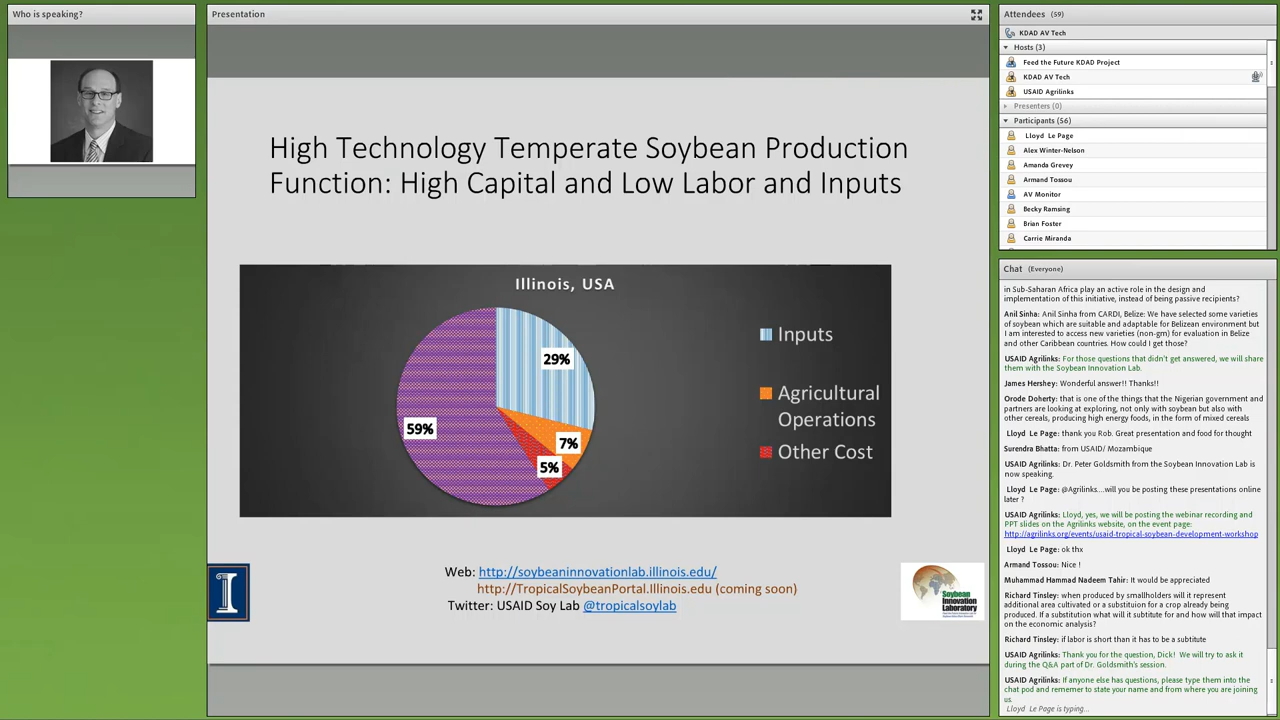 Who is speaking?
Presentation
High Technology Temperate Soybean Production
Function: High Capital and Low Labor and Inputs
Illinois, USA
29%
7%
5%
59%
Inputs
Agricultural
Operations
Other Cost
Web: http://soybeaninnovationlab.illinois.edu/
http://TropicalSoybeanPortal.Illinois.edu (coming soon)
Twitter: USAID Soy Lab @tropicalsoylab
I
Soybean
Innovation
Laboratory
Attendees (59)
KDAD AV Tech
Hosts (3)
Feed the Future KDAD Project
KDAD AV Tech
USAID Agrilinks
Presenters (0)
Participants (56)
Lloyd Le Page
Alex Winter-Nelson
Amanda Grevey
Armand Tossou
AV Monitor
Becky Ramsing
Brian Foster
Carrie Miranda
Chat (Everyone)
in Sub-Saharan Africa play an active role in the design and
implementation of this initiative, instead of being passive recipients?
Anil Sinha: Anil Sinha from CARDI, Belize: We have selected some varieties
of soybean which are suitable and adaptable for Belizean environment but
I am interested to access new varieties (non-gm) for evaluation in Belize
and other Caribbean countries. How could I get those?
USAID Agrilinks: For those questions that didn't get answered, we will share
them with the Soybean Innovation Lab.
James Hershey: Wonderful answer!! Thanks!!
Orode Doherty: that is one of the things that the Nigerian government and
partners are looking at exploring, not only with soybean but also with
other cereals, producing high energy foods, in the form of mixed cereals
Lloyd Le Page: thank you Rob. Great presentation and food for thought
Surendra Bhatta: from USAID/ Mozambique
USAID Agrilinks: Dr. Peter Goldsmith from the Soybean Innovation Lab is
now speaking.
Lloyd Le Page: @Agrilinks....will you be posting these presentations online
later ?
USAID Agrilinks: Lloyd, yes, we will be posting the webinar recording and
PPT slides on the Agrilinks website, on the event page:
http://agrilinks.org/events/usaid-tropical-soybean-development-workshop
Lloyd Le Page: ok thx
Armand Tossou: Nice !
Muhammad Hammad Nadeem Tahir: It would be appreciated
Richard Tinsley: when produced by smallholders will it represent
additional area cultivated or a substituion for a crop already being
produced. If a substitution what will it subtitute for and how will that impact
on the economic analysis?
Richard Tinsley: if labor is short than it has to be a subtitute
USAID Agrilinks: Thank you for the question, Dick! We will try to ask it
during the Q&A part of Dr. Goldsmith's session.
USAID Agrilinks: If anyone else has questions, please type them into the
chat pod and rememer to state your name and from where you are joining
us.
Lloyd Le Page is typing...